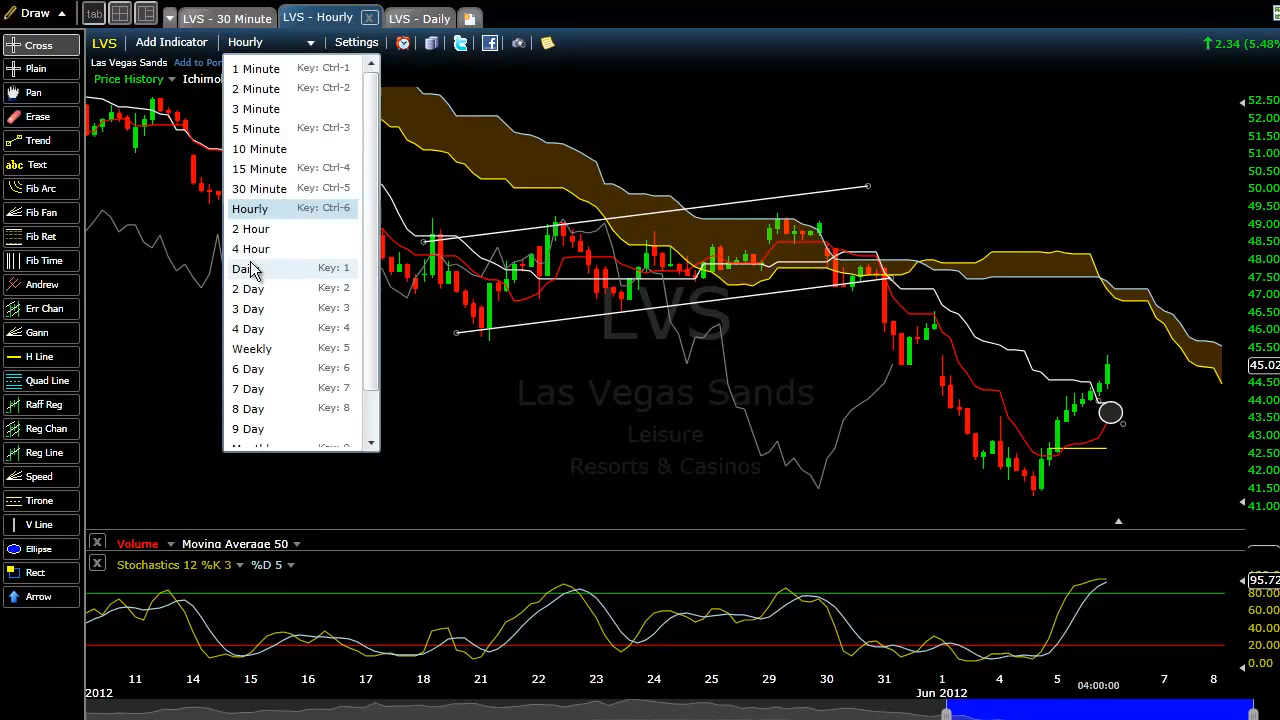 Draw
tab
LVS - 30 Minute
LVS - Hourly
LVS - Daily
Cross
LVS
Add Indicator
Hourly
Settings
2.34 (5.48%
Las Vegas Sands
Add to Por
Price History
Ichimo
Plain
Pan
Erase
Trend
abc Text
Fib Arc
Fib Fan
Fib Ret
Fib Time
Andrew
Err Chan
Gann
H Line
Quad Line
Raff Reg
Reg Chan
Reg Line
Speed
Tirone
V Line
Ellipse
Rect
Arrow
1 Minute Key: Ctrl-1
2 Minute Key: Ctrl-2
3 Minute
5 Minute Key: Ctrl-3
10 Minute
15 Minute Key: Ctrl-4
30 Minute Key: Ctrl-5
Hourly Key: Ctrl-6
2 Hour
4 Hour
Key: 1
2 Day Key: 2
3 Day Key: 3
4 Day Key: 4
Weekly Key: 5
6 Day Key: 6
7 Day Key: 7
8 Day Key: 8
9 Day
LVS
Las Vegas Sands
Leisure
Resorts & Casinos
52.50
52.00
51.50
51.00
50.50
50.00
49.50
49.00
48.50
48.00
47.50
47.00
46.50
46.00
45.50
45.02
44.50
44.00
43.50
43.00
42.50
42.00
41.50
41.00
X Volume Moving Average 50
X Stochastics 12 %K 3 %D 5
95.72
80.00
60.00
40.00
20.00
0.00
11 14 15 16 17 18 21 22 23 24 25 28 29 30 31 1 4 5 04:00:00 7 8
2012 Jun 2012